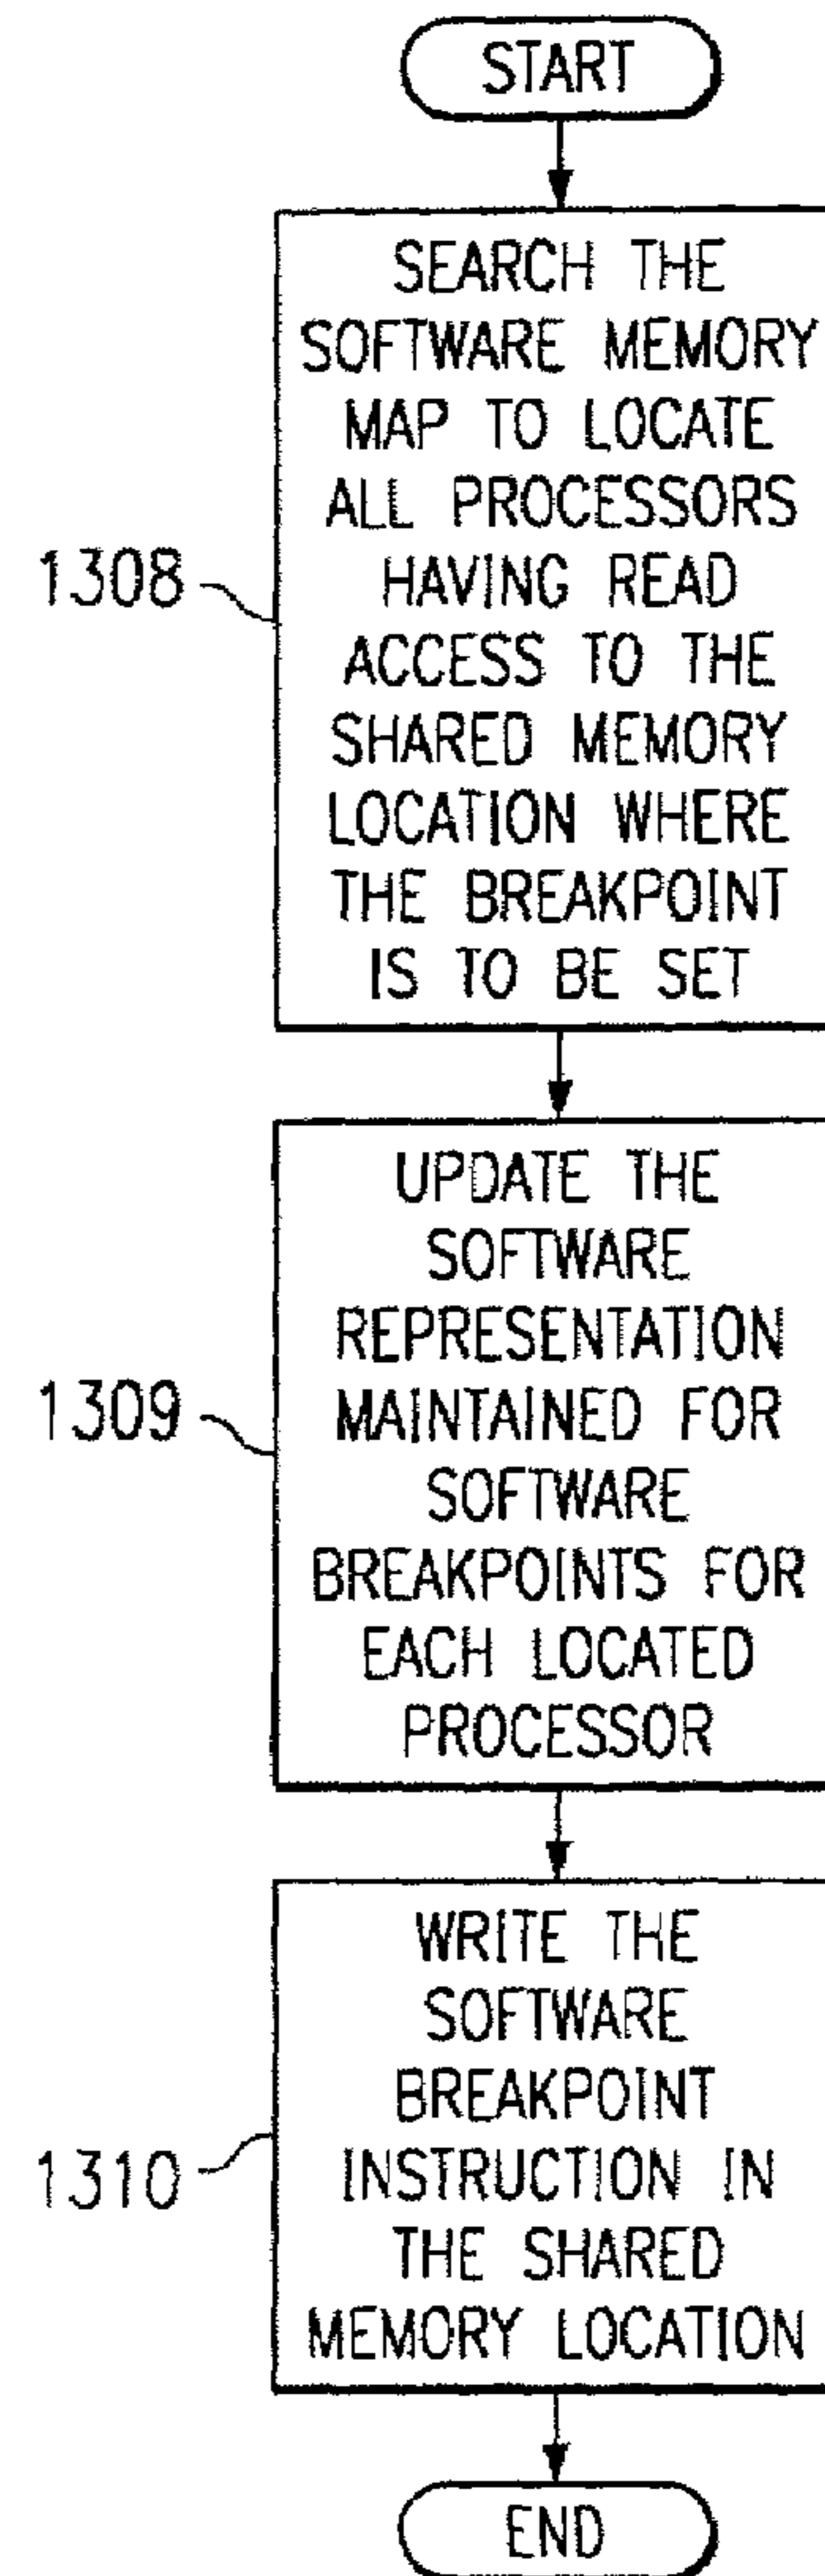 START
SEARCH THE
SOFTWARE MEMORY
MAP TO LOCATE
ALL PROCESSORS
HAVING READ
ACCESS TO THE
SHARED MEMORY
LOCATION WHERE
THE BREAKPOINT
IS TO BE SET
1308
UPDATE THE
SOFTWARE
REPRESENTATION
MAINTAINED FOR
SOFTWARE
BREAKPOINTS FOR
EACH LOCATED
PROCESSOR
1309
WRITE THE
SOFTWARE
BREAKPOINT
INSTRUCTION IN
THE SHARED
MEMORY LOCATION
1310
END